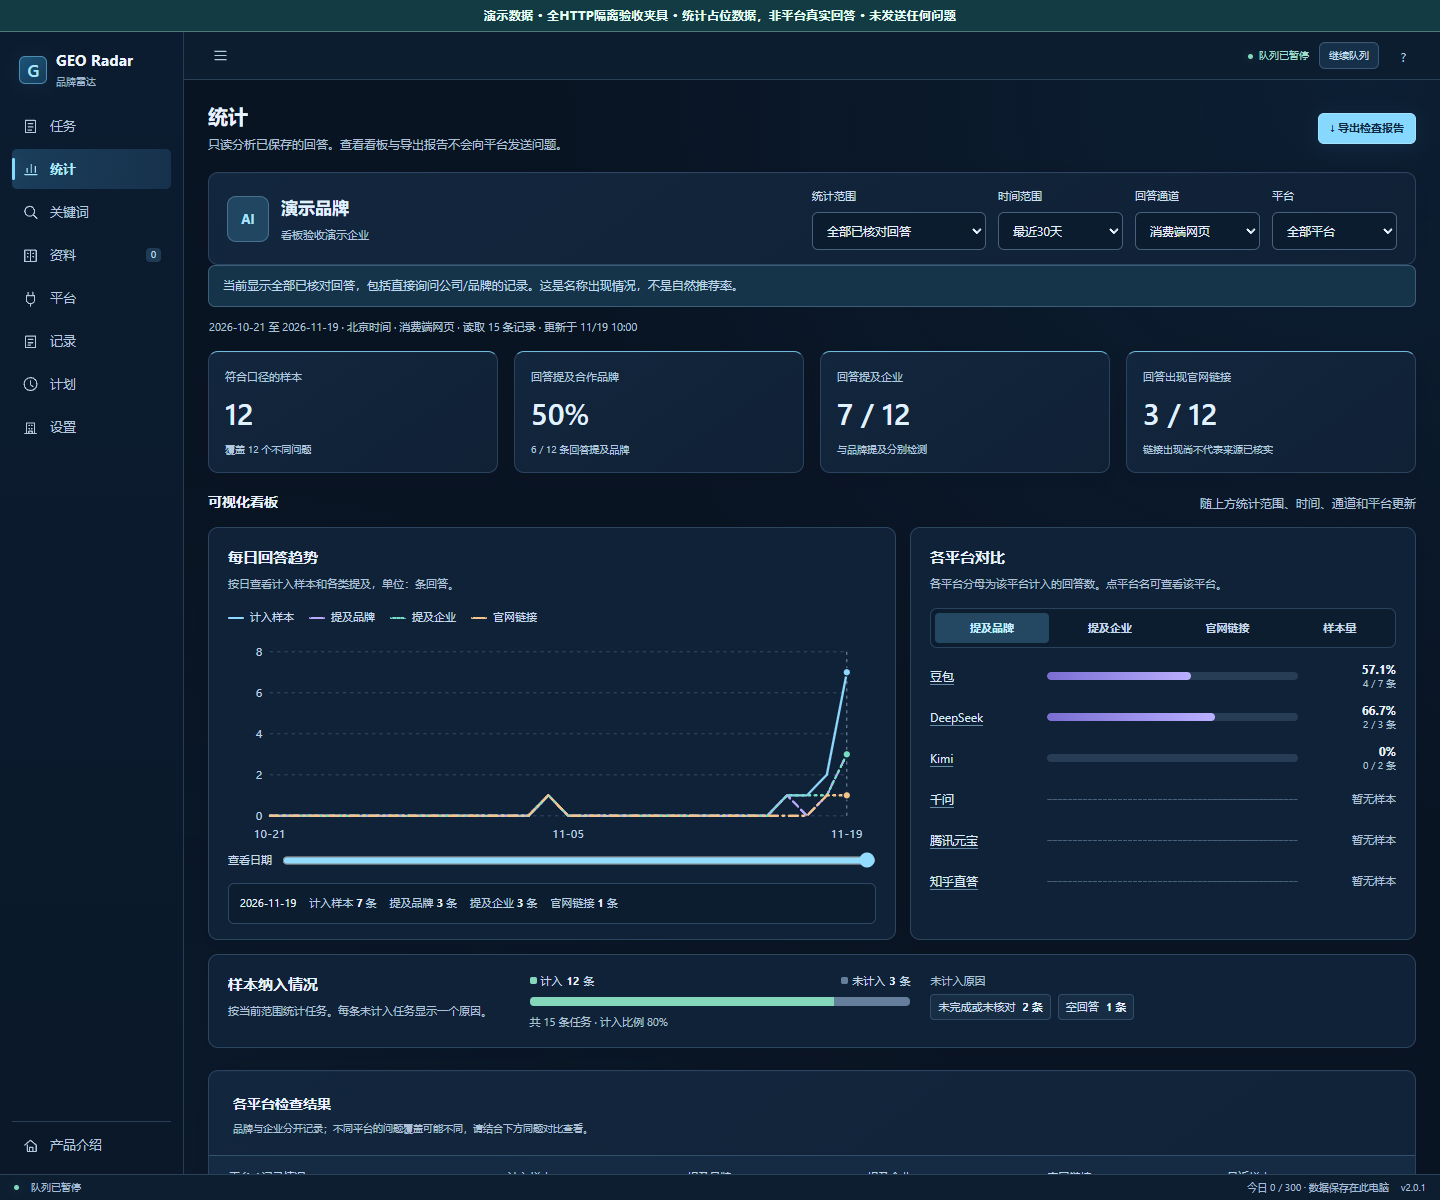 演示数据 • 全HTTP隔离验收夹具 • 统计占位数据，非平台真实回答 • 未发送任何问题
G
GEO Radar
品牌雷达
队列已暂停
继续队列
?
任务
统计
关键词
资料 0
平台
记录
计划
设置
产品介绍
统计
只读分析已保存的回答。查看看板与导出报告不会向平台发送问题。
↓ 导出检查报告
AI
演示品牌
看板验收演示企业
统计范围
全部已核对回答
时间范围
最近30天
回答通道
消费端网页
平台
全部平台
当前显示全部已核对回答，包括直接询问公司/品牌的记录。这是名称出现情况，不是自然推荐率。
2026-10-21 至 2026-11-19 · 北京时间 · 消费端网页 · 读取 15 条记录 · 更新于 11/19 10:00
符合口径的样本
12
覆盖 12 个不同问题
回答提及合作品牌
50%
6 / 12 条回答提及品牌
回答提及企业
7 / 12
与品牌提及分别检测
回答出现官网链接
3 / 12
链接出现尚不代表来源已核实
可视化看板
随上方统计范围、时间、通道和平台更新
每日回答趋势
按日查看计入样本和各类提及，单位：条回答。
计入样本 提及品牌 提及企业 官网链接
8
6
4
2
0
10-21 11-05 11-19
查看日期
2026-11-19 计入样本 7 条 提及品牌 3 条 提及企业 3 条 官网链接 1 条
各平台对比
各平台分母为该平台计入的回答数。点平台名可查看该平台。
提及品牌 提及企业 官网链接 样本量
豆包 57.1%
4 / 7 条
DeepSeek 66.7%
2 / 3 条
Kimi 0%
0 / 2 条
千问 暂无样本
腾讯元宝 暂无样本
知乎直答 暂无样本
样本纳入情况
按当前范围统计任务。每条未计入任务显示一个原因。
计入 12 条 未计入 3 条
共 15 条任务 · 计入比例 80%
未计入原因
未完成或未核对 2 条 空回答 1 条
各平台检查结果
品牌与企业分开记录；不同平台的问题覆盖可能不同，请结合下方同题对比查看。
队列已暂停
今日 0 / 300 · 数据保存在此电脑 v2.0.1